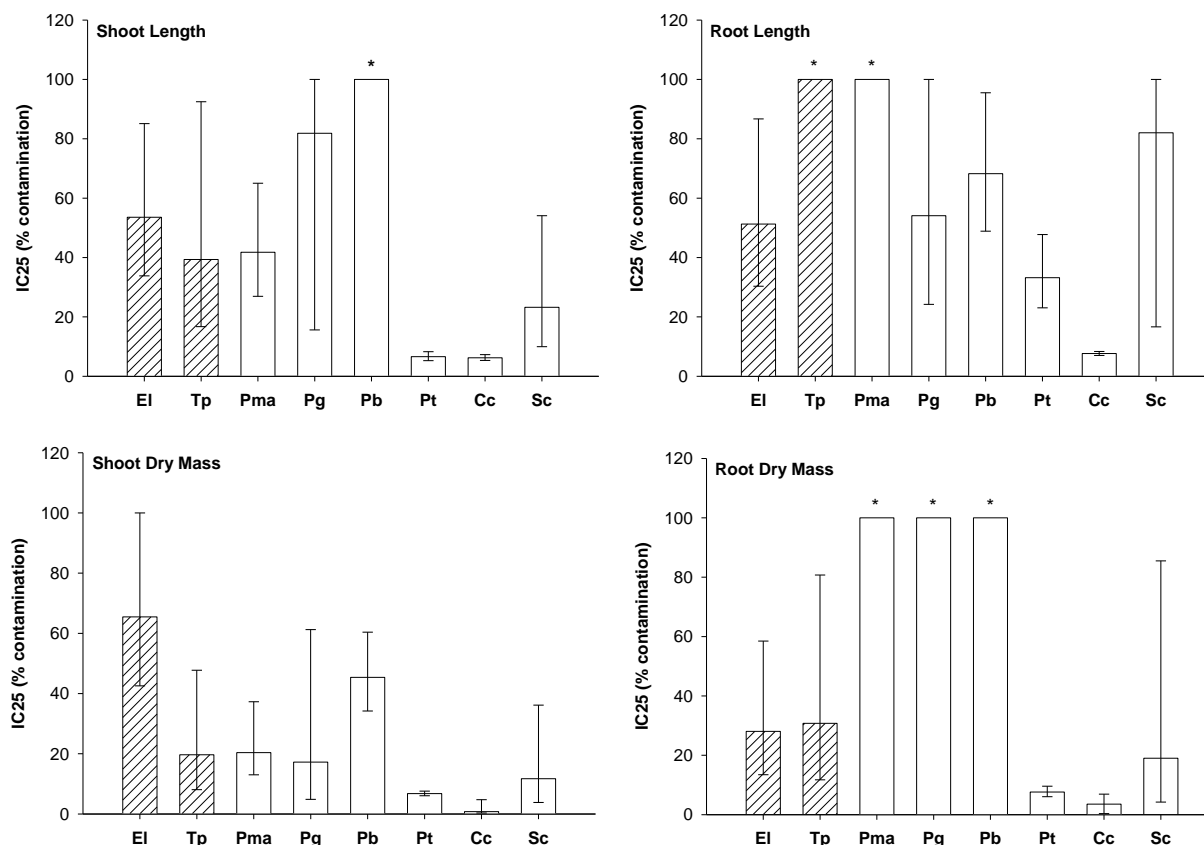 Shoot Length
IC25 (% contamination)
120
100
80
60
40
20
0
*
El Tp Pma Pg Pb Pt Cc Sc
Root Length
IC25 (% contamination)
120
100
80
60
40
20
0
* *
El Tp Pma Pg Pb Pt Cc Sc
Shoot Dry Mass
IC25 (% contamination)
120
100
80
60
40
20
0
El Tp Pma Pg Pb Pt Cc Sc
Root Dry Mass
IC25 (% contamination)
120
100
80
60
40
20
0
* * *
El Tp Pma Pg Pb Pt Cc Sc